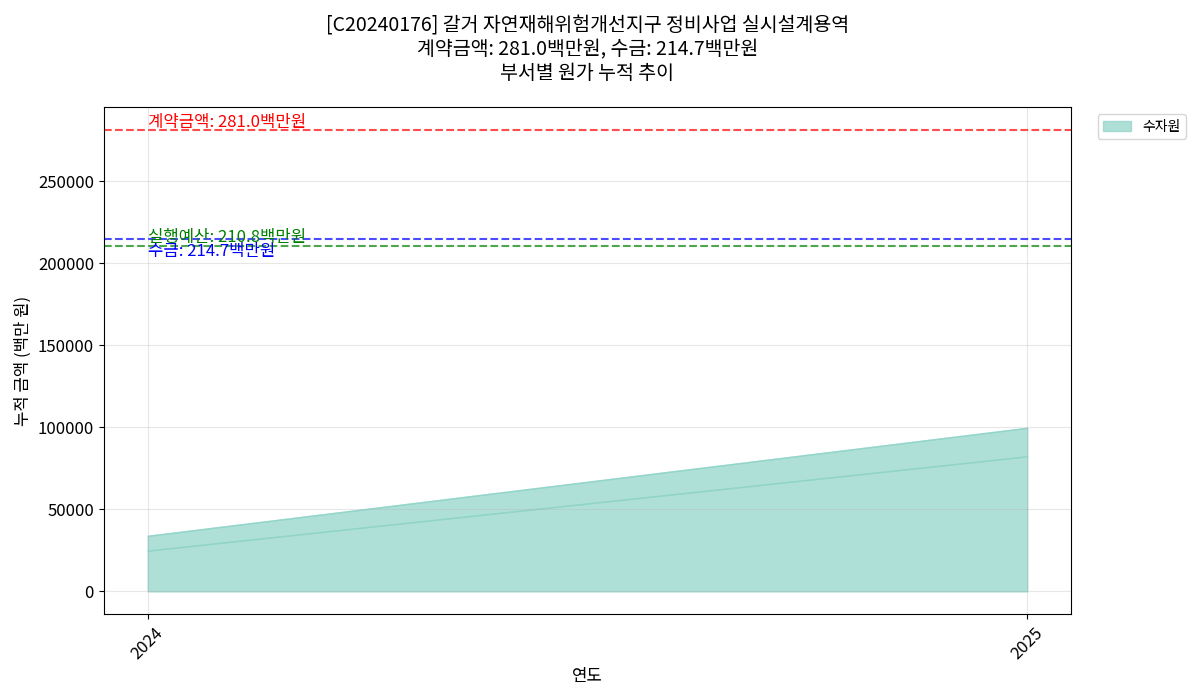 [C20240176] 갈거 자연재해위험개선지구 정비사업 실시설계용역
계약금액: 281.0백만원, 수금: 214.7백만원
부서별 원가 누적 추이
계약금액: 281.0백만원
수자원
250000
실행예산: 210.8백만원
수금: 214.7백만원
200000
150000
100000
50000
0
누적 금액 (백만 원)
2024
2025
연도